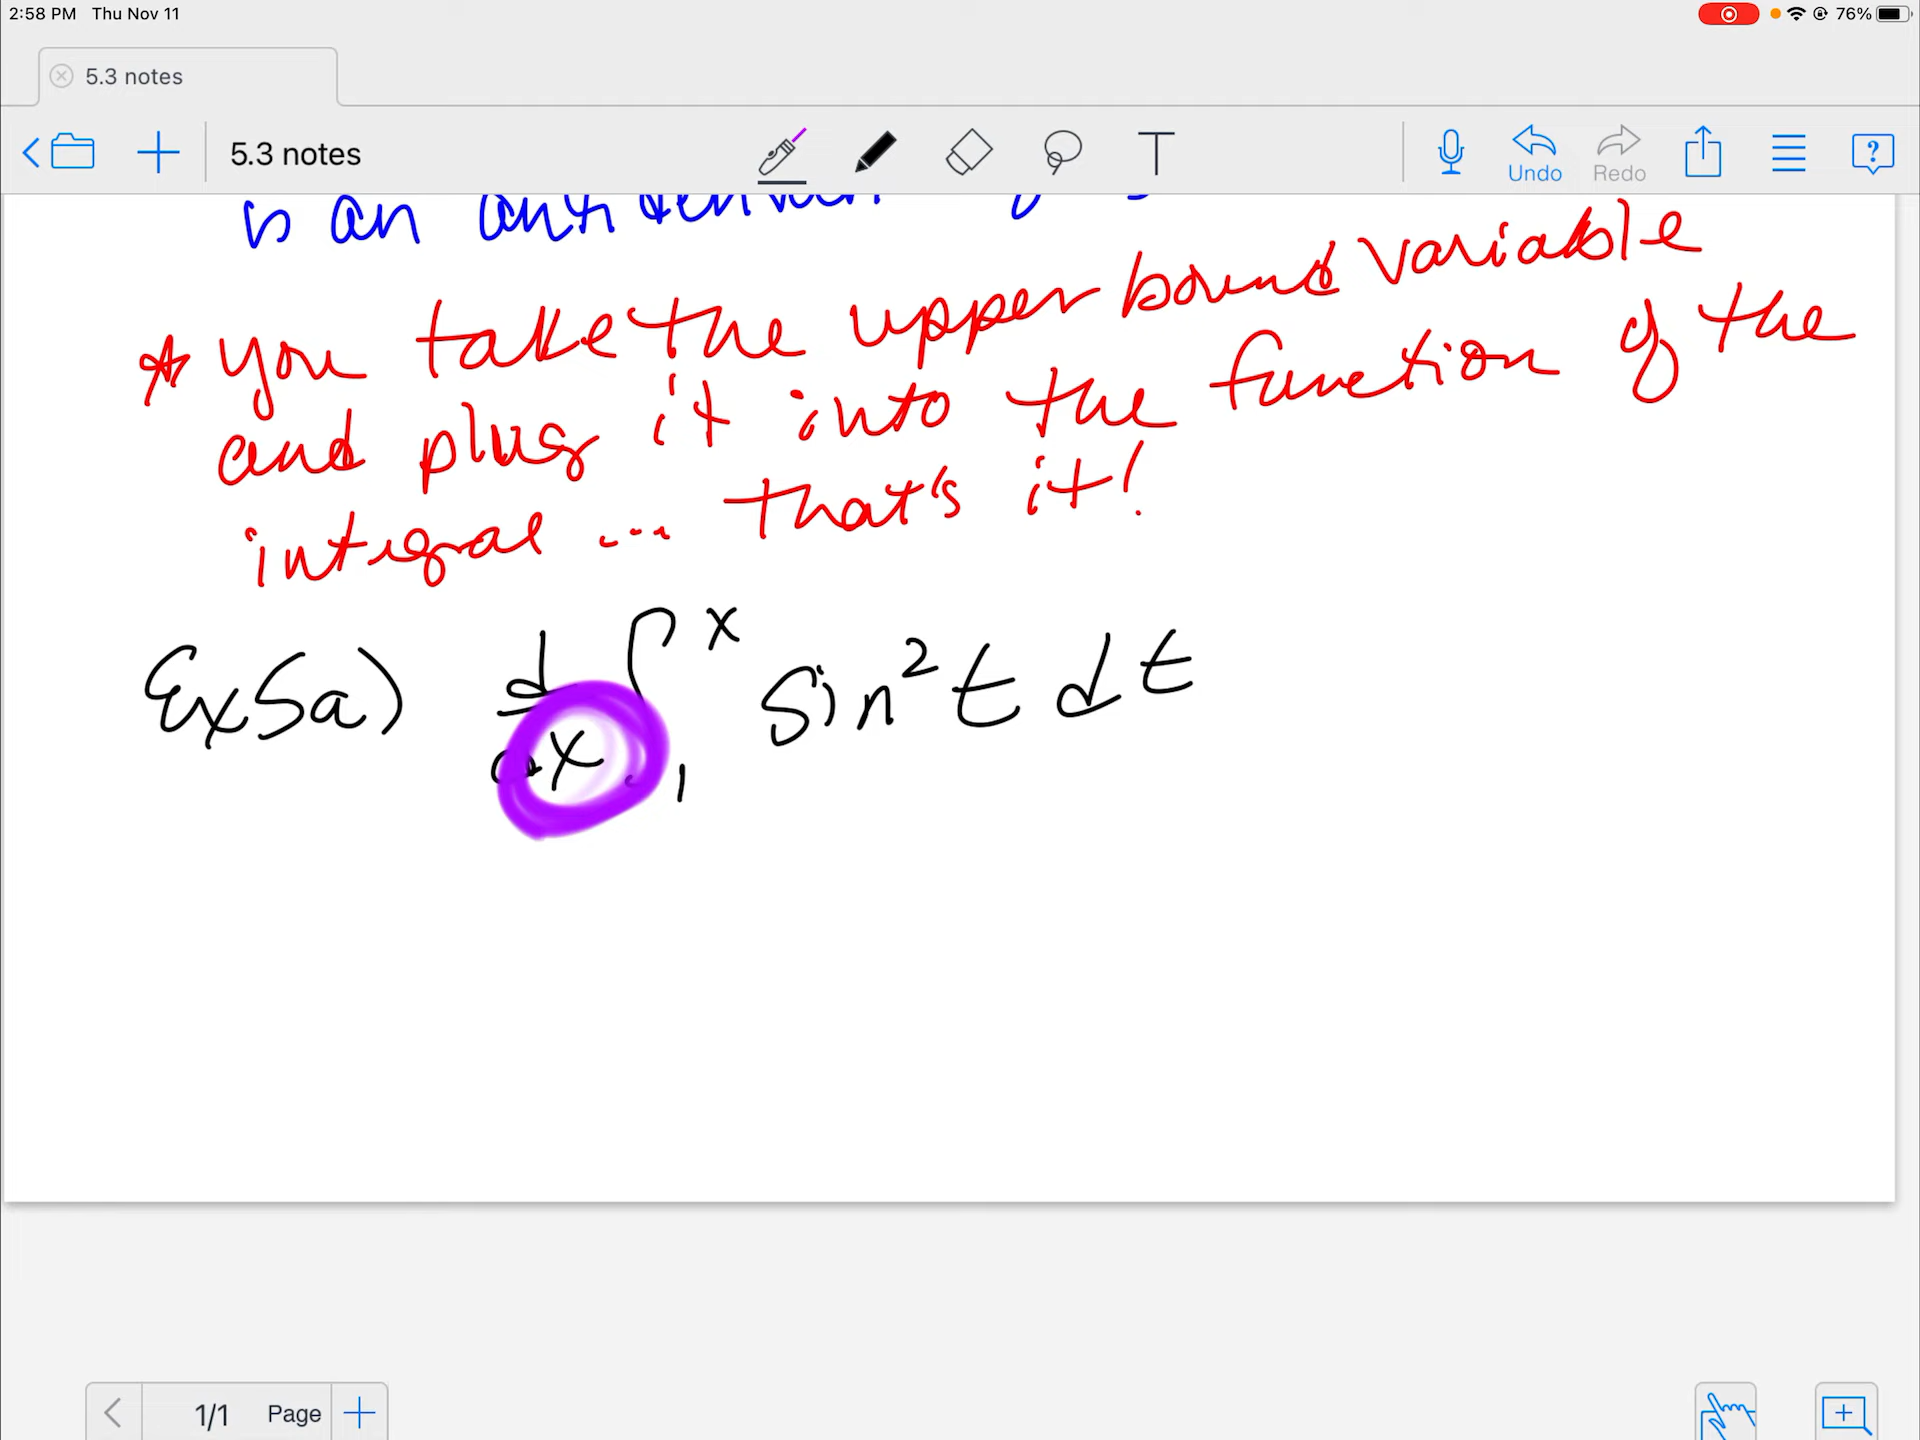 2:58 PM Thu Nov 11
76%
5.3 notes
5.3 notes
T
Undo
Redo
?
is an
* you take the upper bound variable
and plug it into the function of the
integral ... that's it!
Ex5a) d/dx ∫₁ˣ sin²t dt
1/1 Page